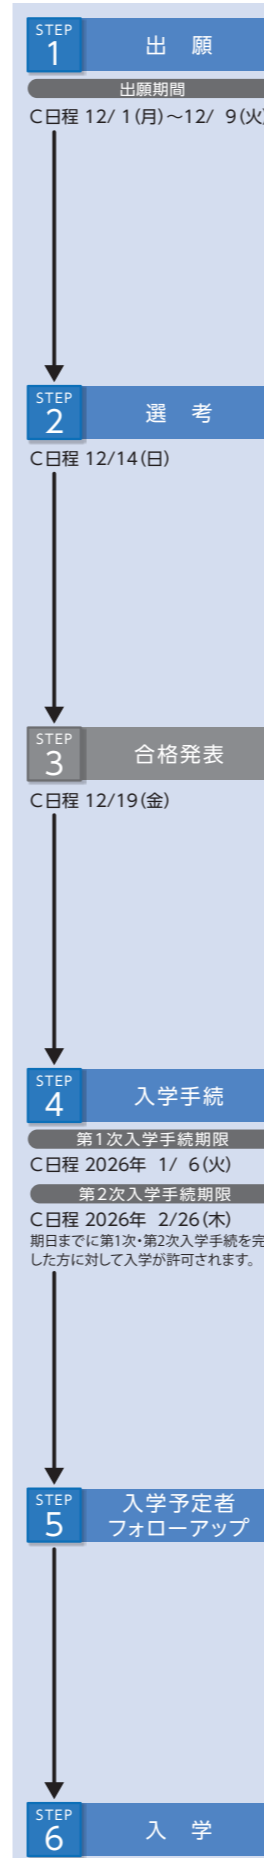 STEP
1
出 願
出願期間
C日程 12/ 1(月)~12/ 9(火)
STEP
2
選 考
C日程 12/14(日)
STEP
3
合格発表
C日程 12/19(金)
STEP
4
入学手続
第1次入学手続期限
C日程 2026年 1/ 6(火)
第2次入学手続期限
C日程 2026年 2/26(木)
期日までに第1次・第2次入学手続を完
した方に対して入学が許可されます。
STEP
5
入学予定者
フォローアップ
STEP
6
入 学